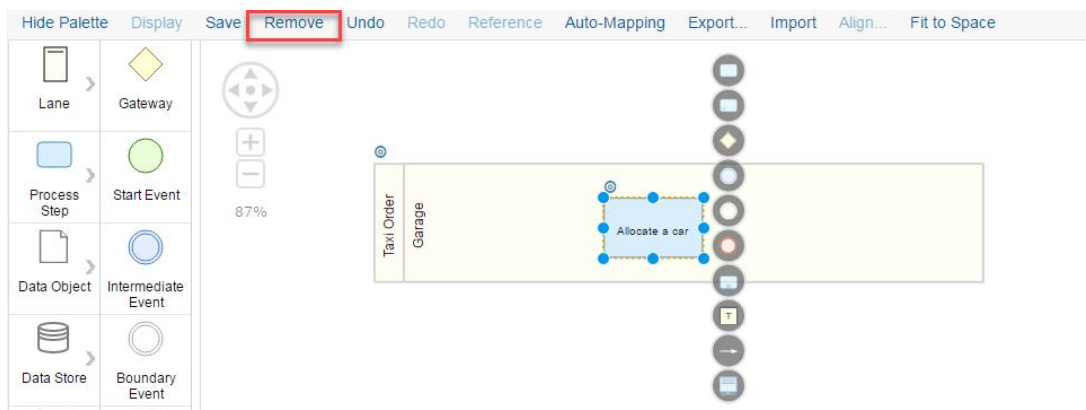 Hide Palette Display Save Remove Undo Redo Reference Auto-Mapping Export... Import Align... Fit to Space
Lane
Gateway
Process
Step
Start Event
Data Object
Intermediate
Event
Data Store
Boundary
Event
87%
Taxi Order
Garage
Allocate a car
T